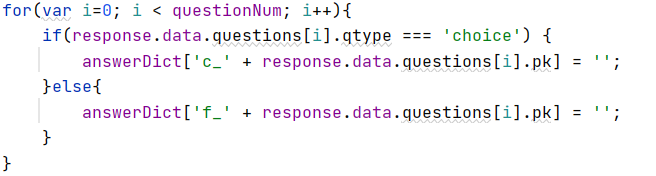 for(var i=0; i < questionNum; i++){
    if(response.data.questions[i].qtype === 'choice') {
        answerDict['c_' + response.data.questions[i].pk] = '';
    }else{
        answerDict['f_' + response.data.questions[i].pk] = '';
    }
}